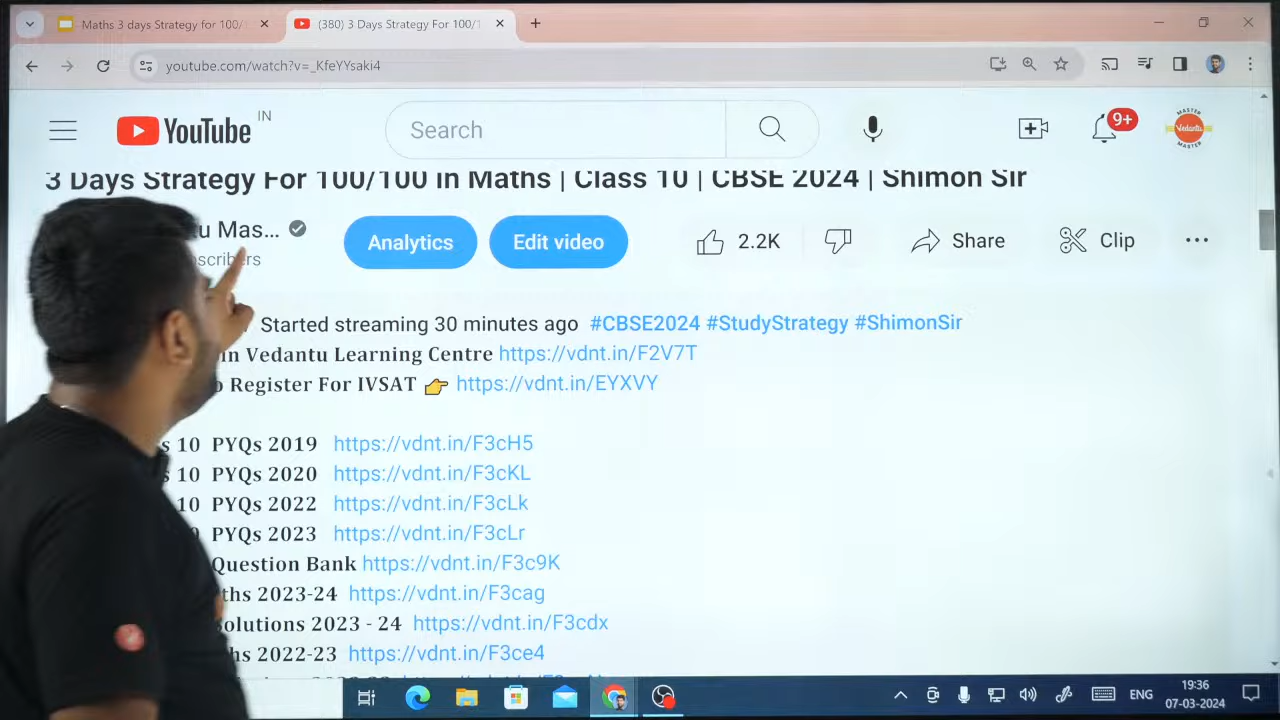 Maths 3 days Strategy for 100/
(380) 3 Days Strategy For 100/1
youtube.com/watch?v=_KfeYYsaki4
YouTube IN
Search
9+
MASTER
Vedantu
MASTER
3 Days Strategy For 100/100 in Maths | Class 10 | CBSE 2024 | Shimon Sir
u Mas...
Analytics
Edit video
2.2K
Share
Clip
scribers
Started streaming 30 minutes ago #CBSE2024 #StudyStrategy #ShimonSir
in Vedantu Learning Centre https://vdnt.in/F2V7T
o Register For IVSAT 👉 https://vdnt.in/EYXVY
s 10 PYQs 2019 https://vdnt.in/F3cH5
s 10 PYQs 2020 https://vdnt.in/F3cKL
10 PYQs 2022 https://vdnt.in/F3cLk
PYQs 2023 https://vdnt.in/F3cLr
Question Bank https://vdnt.in/F3c9K
ths 2023-24 https://vdnt.in/F3cag
Solutions 2023 - 24 https://vdnt.in/F3cdx
hs 2022-23 https://vdnt.in/F3ce4
ENG
19:36
07-03-2024